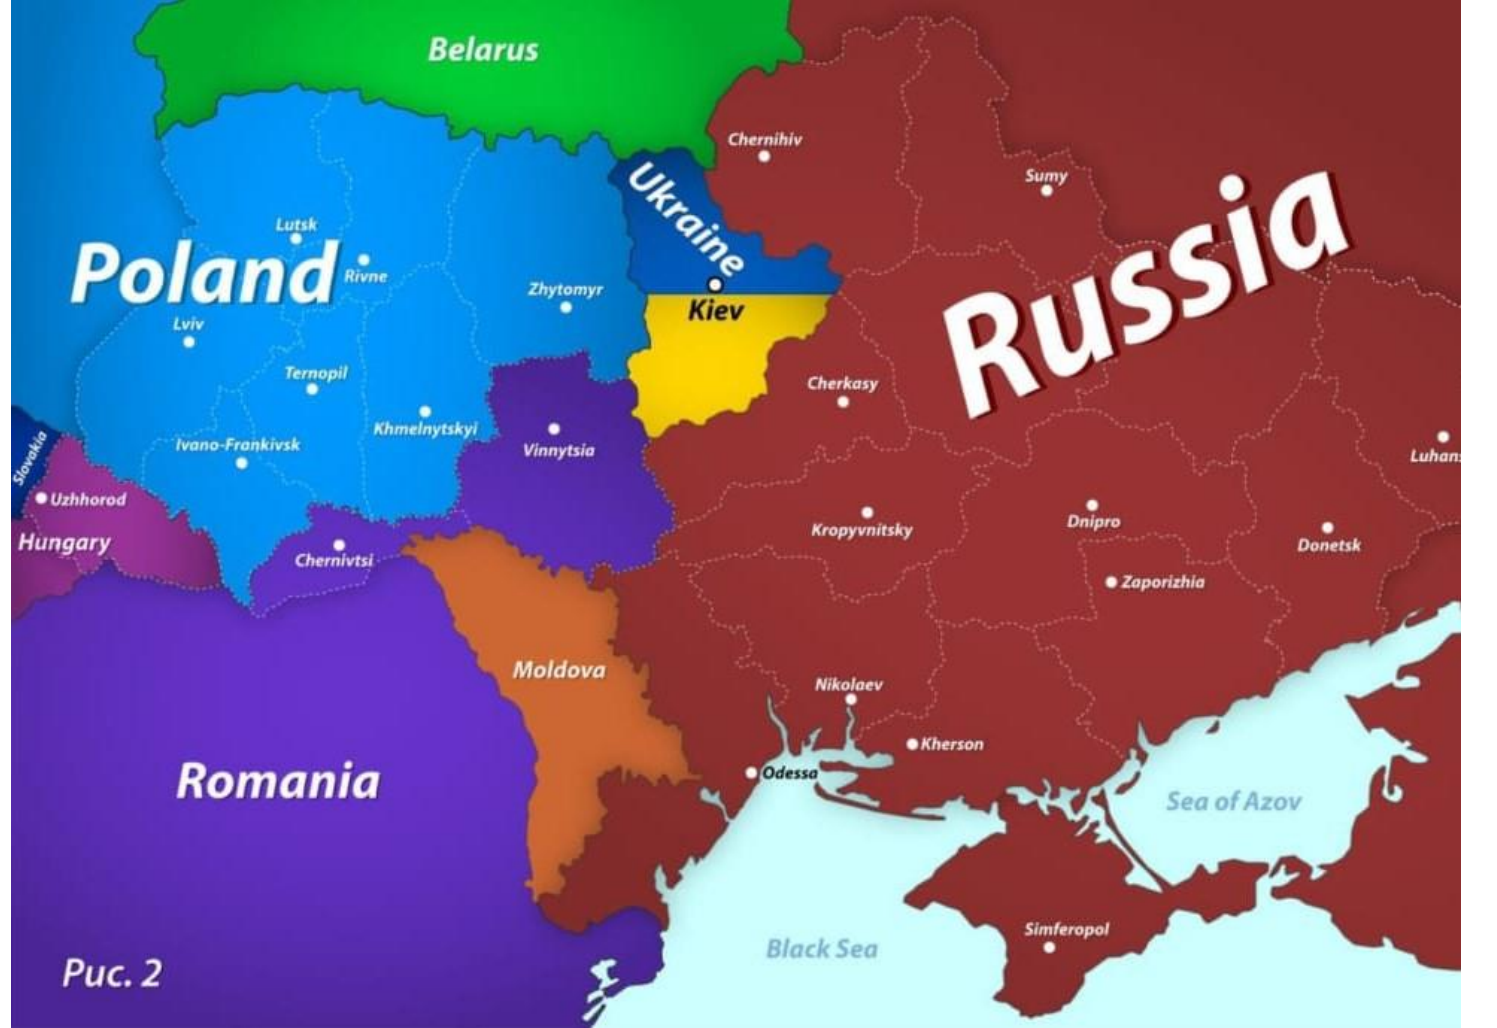 Belarus
Chernihiv
Ukraine
Sumy
Russia
Lutsk
Poland
Rivne
Zhytomyr
Kiev
Lviv
Ternopil
Cherkasy
Khmelnytskyi
Ivano-Frankivsk
Vinnytsia
Slovakia
Luhans
Uzhhorod
Hungary
Chernivtsi
Kropyvnitsky
Dnipro
Donetsk
Zaporizhia
Moldova
Nikolaev
Kherson
Odessa
Romania
Sea of Azov
Simferopol
Black Sea
Рис. 2